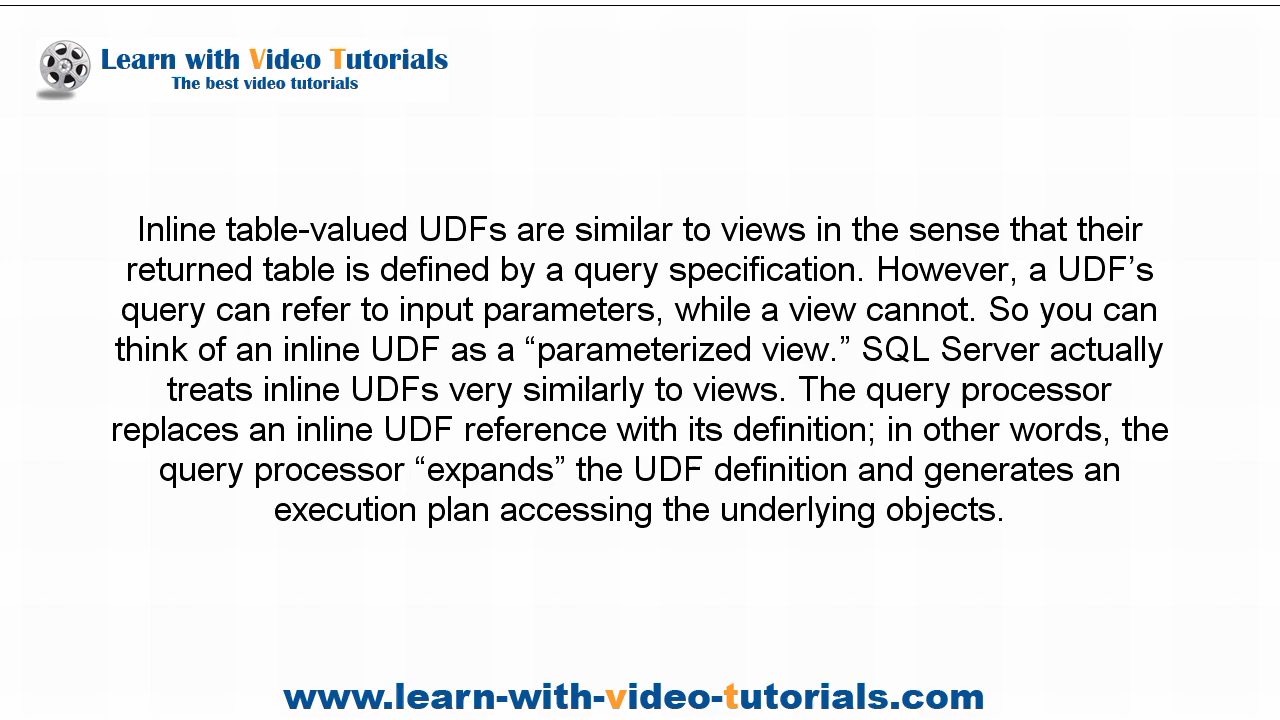 Learn with Video Tutorials
The best video tutorials
Inline table-valued UDFs are similar to views in the sense that their
returned table is defined by a query specification. However, a UDF’s
query can refer to input parameters, while a view cannot. So you can
think of an inline UDF as a “parameterized view.” SQL Server actually
treats inline UDFs very similarly to views. The query processor
replaces an inline UDF reference with its definition; in other words, the
query processor “expands” the UDF definition and generates an
execution plan accessing the underlying objects.
www.learn-with-video-tutorials.com